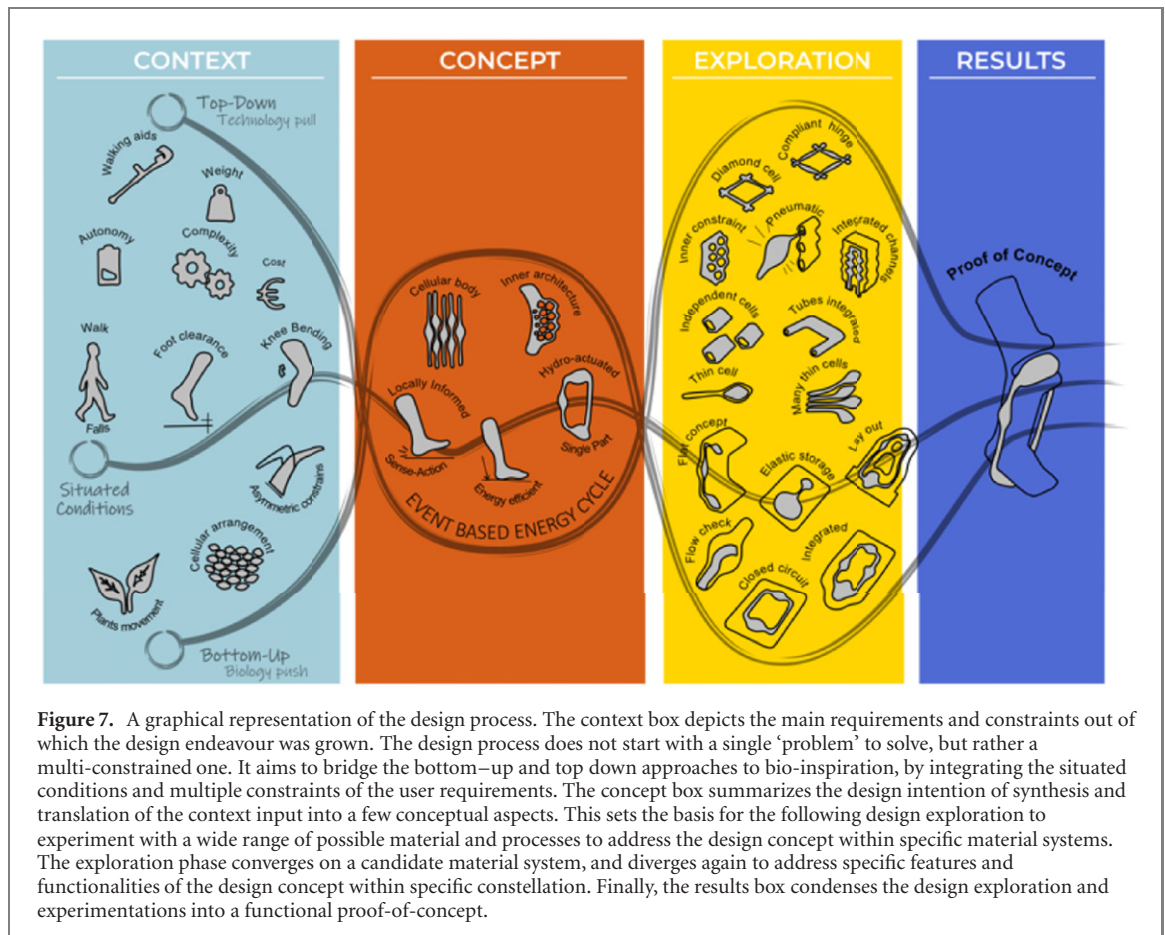 CONTEXT
Top-Down
Technology pull
Walking aids
Weight
Autonomy
Complexity
Cost
Walk
Falls
Foot clearance
Knee Bending
Situated
Conditions
Asymmetric constrains
Cellular arrangement
Plants movement
Bottom-Up
Biology push
CONCEPT
Cellular body
Inner architecture
Locally Informed
Sense-Action
Energy efficient
Hydro-actuated
Single Part
EVENT BASED ENERGY CYCLE
EXPLORATION
Compliant hinge
Diamond cell
Inner constraint
Pneumatic
Integrated channels
Independent cells
Tubes integrated
Thin cell
Many thin cells
Flat concept
Elastic storage
Lay out
Flow check
Closed circuit
Integrated
RESULTS
Proof of Concept
Figure 7. A graphical representation of the design process. The context box depicts the main requirements and constraints out of
which the design endeavour was grown. The design process does not start with a single ‘problem’ to solve, but rather a
multi-constrained one. It aims to bridge the bottom–up and top down approaches to bio-inspiration, by integrating the situated
conditions and multiple constraints of the user requirements. The concept box summarizes the design intention of synthesis and
translation of the context input into a few conceptual aspects. This sets the basis for the following design exploration to
experiment with a wide range of possible material and processes to address the design concept within specific material systems.
The exploration phase converges on a candidate material system, and diverges again to address specific features and
functionalities of the design concept within specific constellation. Finally, the results box condenses the design exploration and
experimentations into a functional proof-of-concept.